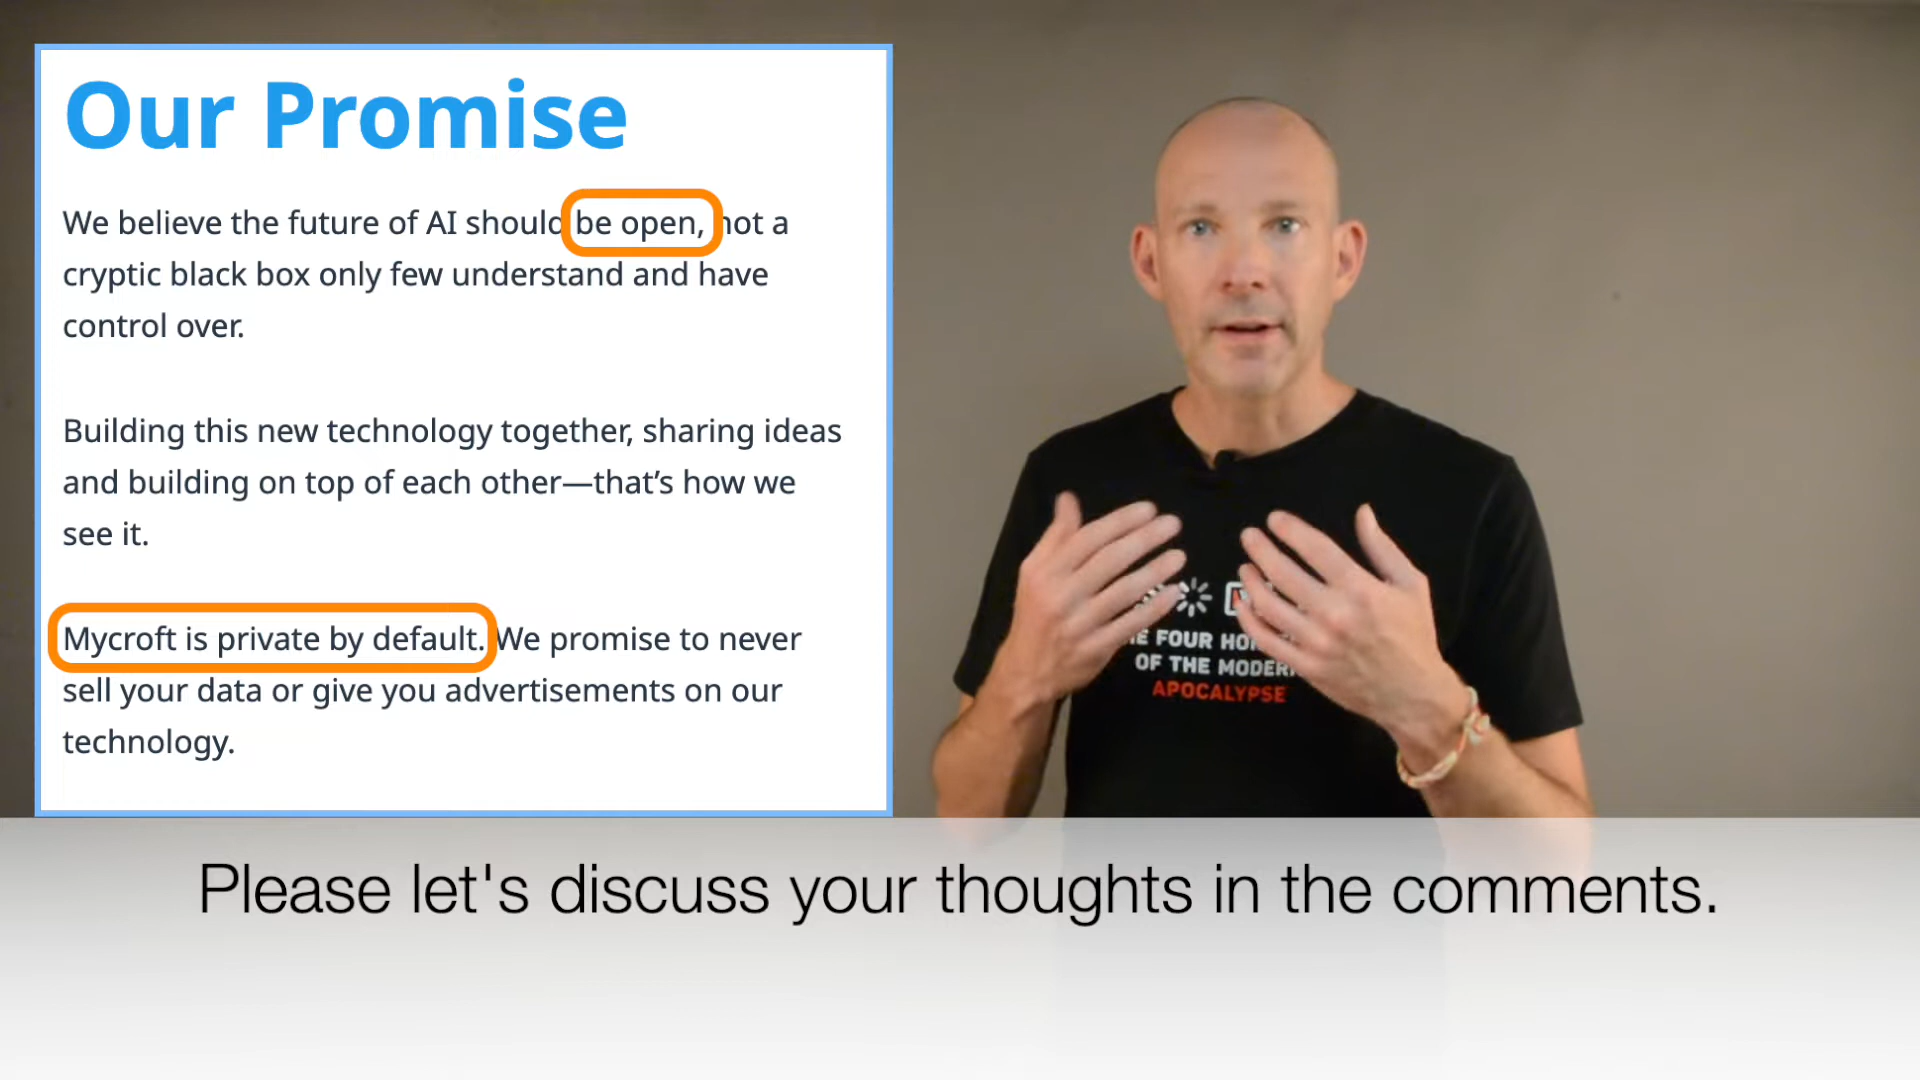 Our Promise
We believe the future of AI should be open, not a
cryptic black box only few understand and have
control over.
Building this new technology together, sharing ideas
and building on top of each other—that's how we
see it.
Mycroft is private by default. We promise to never
sell your data or give you advertisements on our
technology.
FOUR
OF THE MODERN
APOCALYPSE
Please let's discuss your thoughts in the comments.